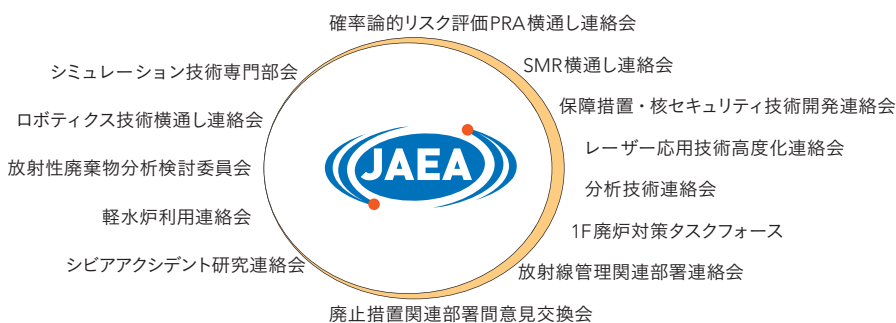 確率論的リスク評価PRA横通し連絡会
シミュレーション技術専門部会
SMR横通し連絡会
保障措置・核セキュリティ技術開発連絡会
ロボティクス技術横通し連絡会
レーザー応用技術高度化連絡会
JAEA
放射性廃棄物分析検討委員会
分析技術連絡会
軽水炉利用連絡会
1F廃炉対策タスクフォース
シビアアクシデント研究連絡会
放射線管理関連部署連絡会
廃止措置関連部署間意見交換会